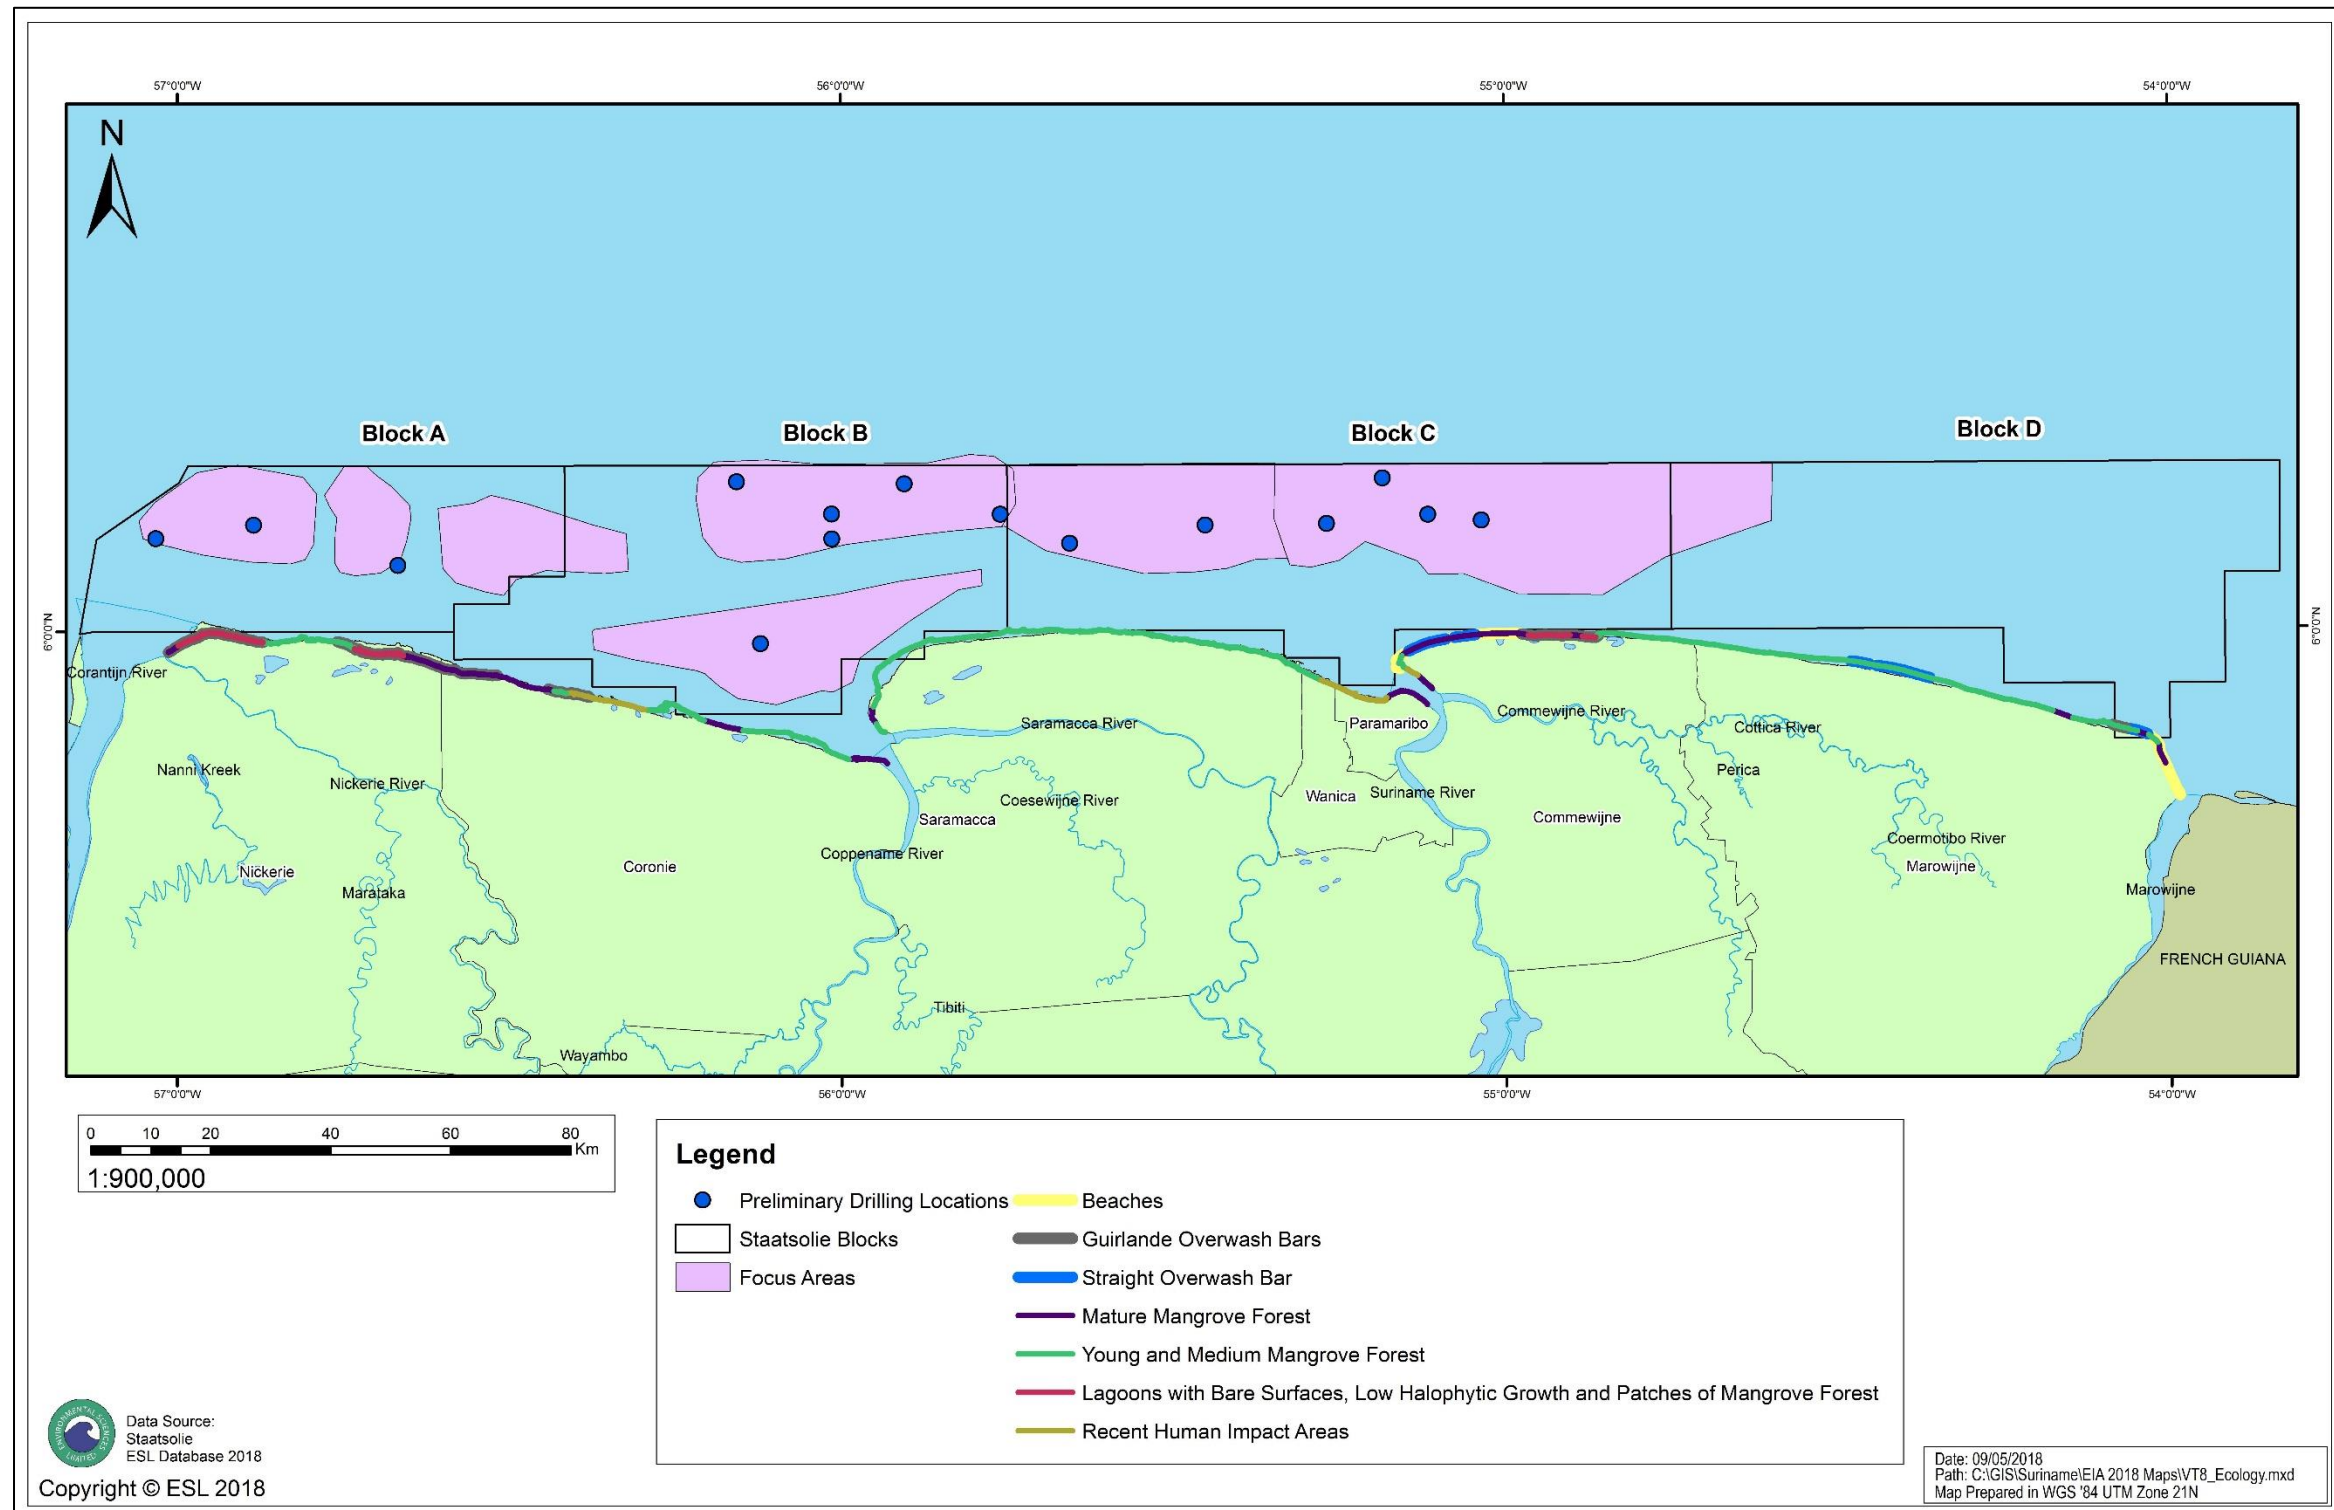 57°0'0"W
56°0'0"W
55°0'0"W
54°0'0"W
N
Block A
Block B
Block C
Block D
6°0'0"N
6°0'0"N
Corantijn River
Saramacca River
Paramaribo
Commewijne River
Cottica River
Nanni Kreek
Nickerie River
Perica
Coesewijne River
Wanica
Suriname River
Saramacca
Commewijne
Coppename River
Coermotibo River
Coronie
Marowijne
Nickerie
Marataka
Marowijne
FRENCH GUIANA
Tibiti
Wayambo
57°0'0"W
56°0'0"W
55°0'0"W
54°0'0"W
0 10 20 40 60 80
Km
1:900,000
Legend
Preliminary Drilling Locations
Staatsolie Blocks
Focus Areas
Beaches
Guirlande Overwash Bars
Straight Overwash Bar
Mature Mangrove Forest
Young and Medium Mangrove Forest
Lagoons with Bare Surfaces, Low Halophytic Growth and Patches of Mangrove Forest
Recent Human Impact Areas
ENVIRONMENTAL SCIENCES LIMITED
Data Source:
Staatsolie
ESL Database 2018
Copyright © ESL 2018
Date: 09/05/2018
Path: C:\GIS\Suriname\EIA 2018 Maps\VT8_Ecology.mxd
Map Prepared in WGS '84 UTM Zone 21N